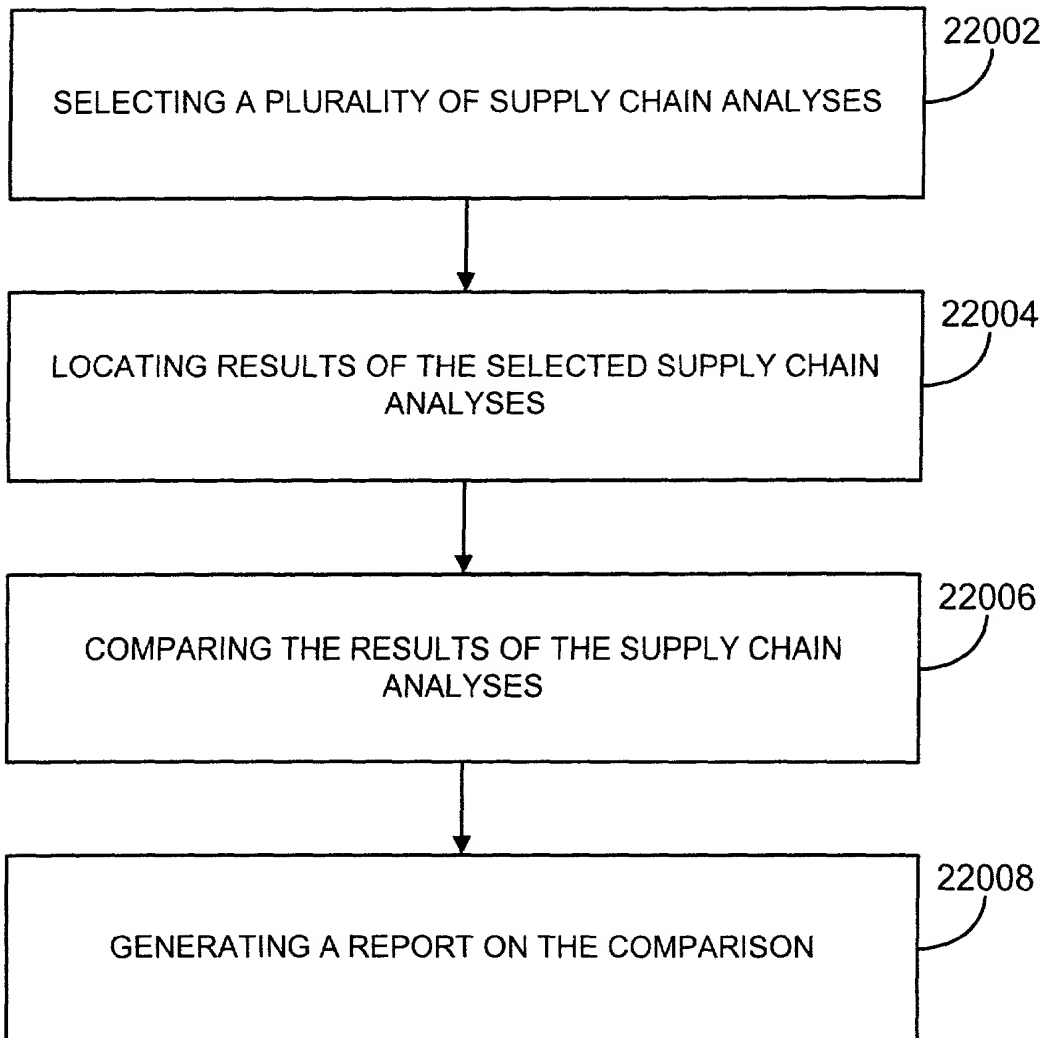 22002
SELECTING A PLURALITY OF SUPPLY CHAIN ANALYSES
22004
LOCATING RESULTS OF THE SELECTED SUPPLY CHAIN
ANALYSES
22006
COMPARING THE RESULTS OF THE SUPPLY CHAIN
ANALYSES
22008
GENERATING A REPORT ON THE COMPARISON